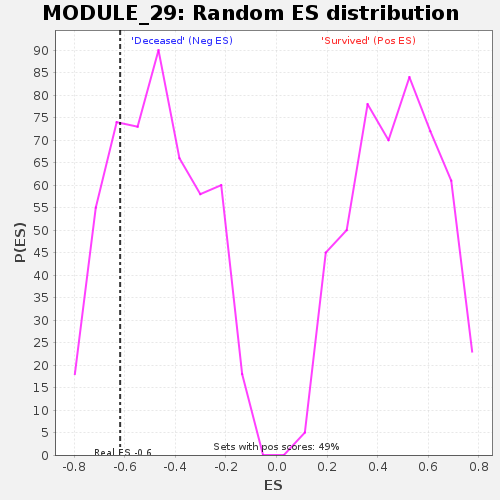 MODULE_29: Random ES distribution
'Deceased' (Neg ES) 'Survived' (Pos ES)
90
85
80
75
70
65
60
55
50
45
40
35
30
25
20
15
10
5
0
P(ES)
Real ES -0.6
Sets with pos scores: 49%
-0.8 -0.6 -0.4 -0.2 0.0 0.2 0.4 0.6 0.8
ES